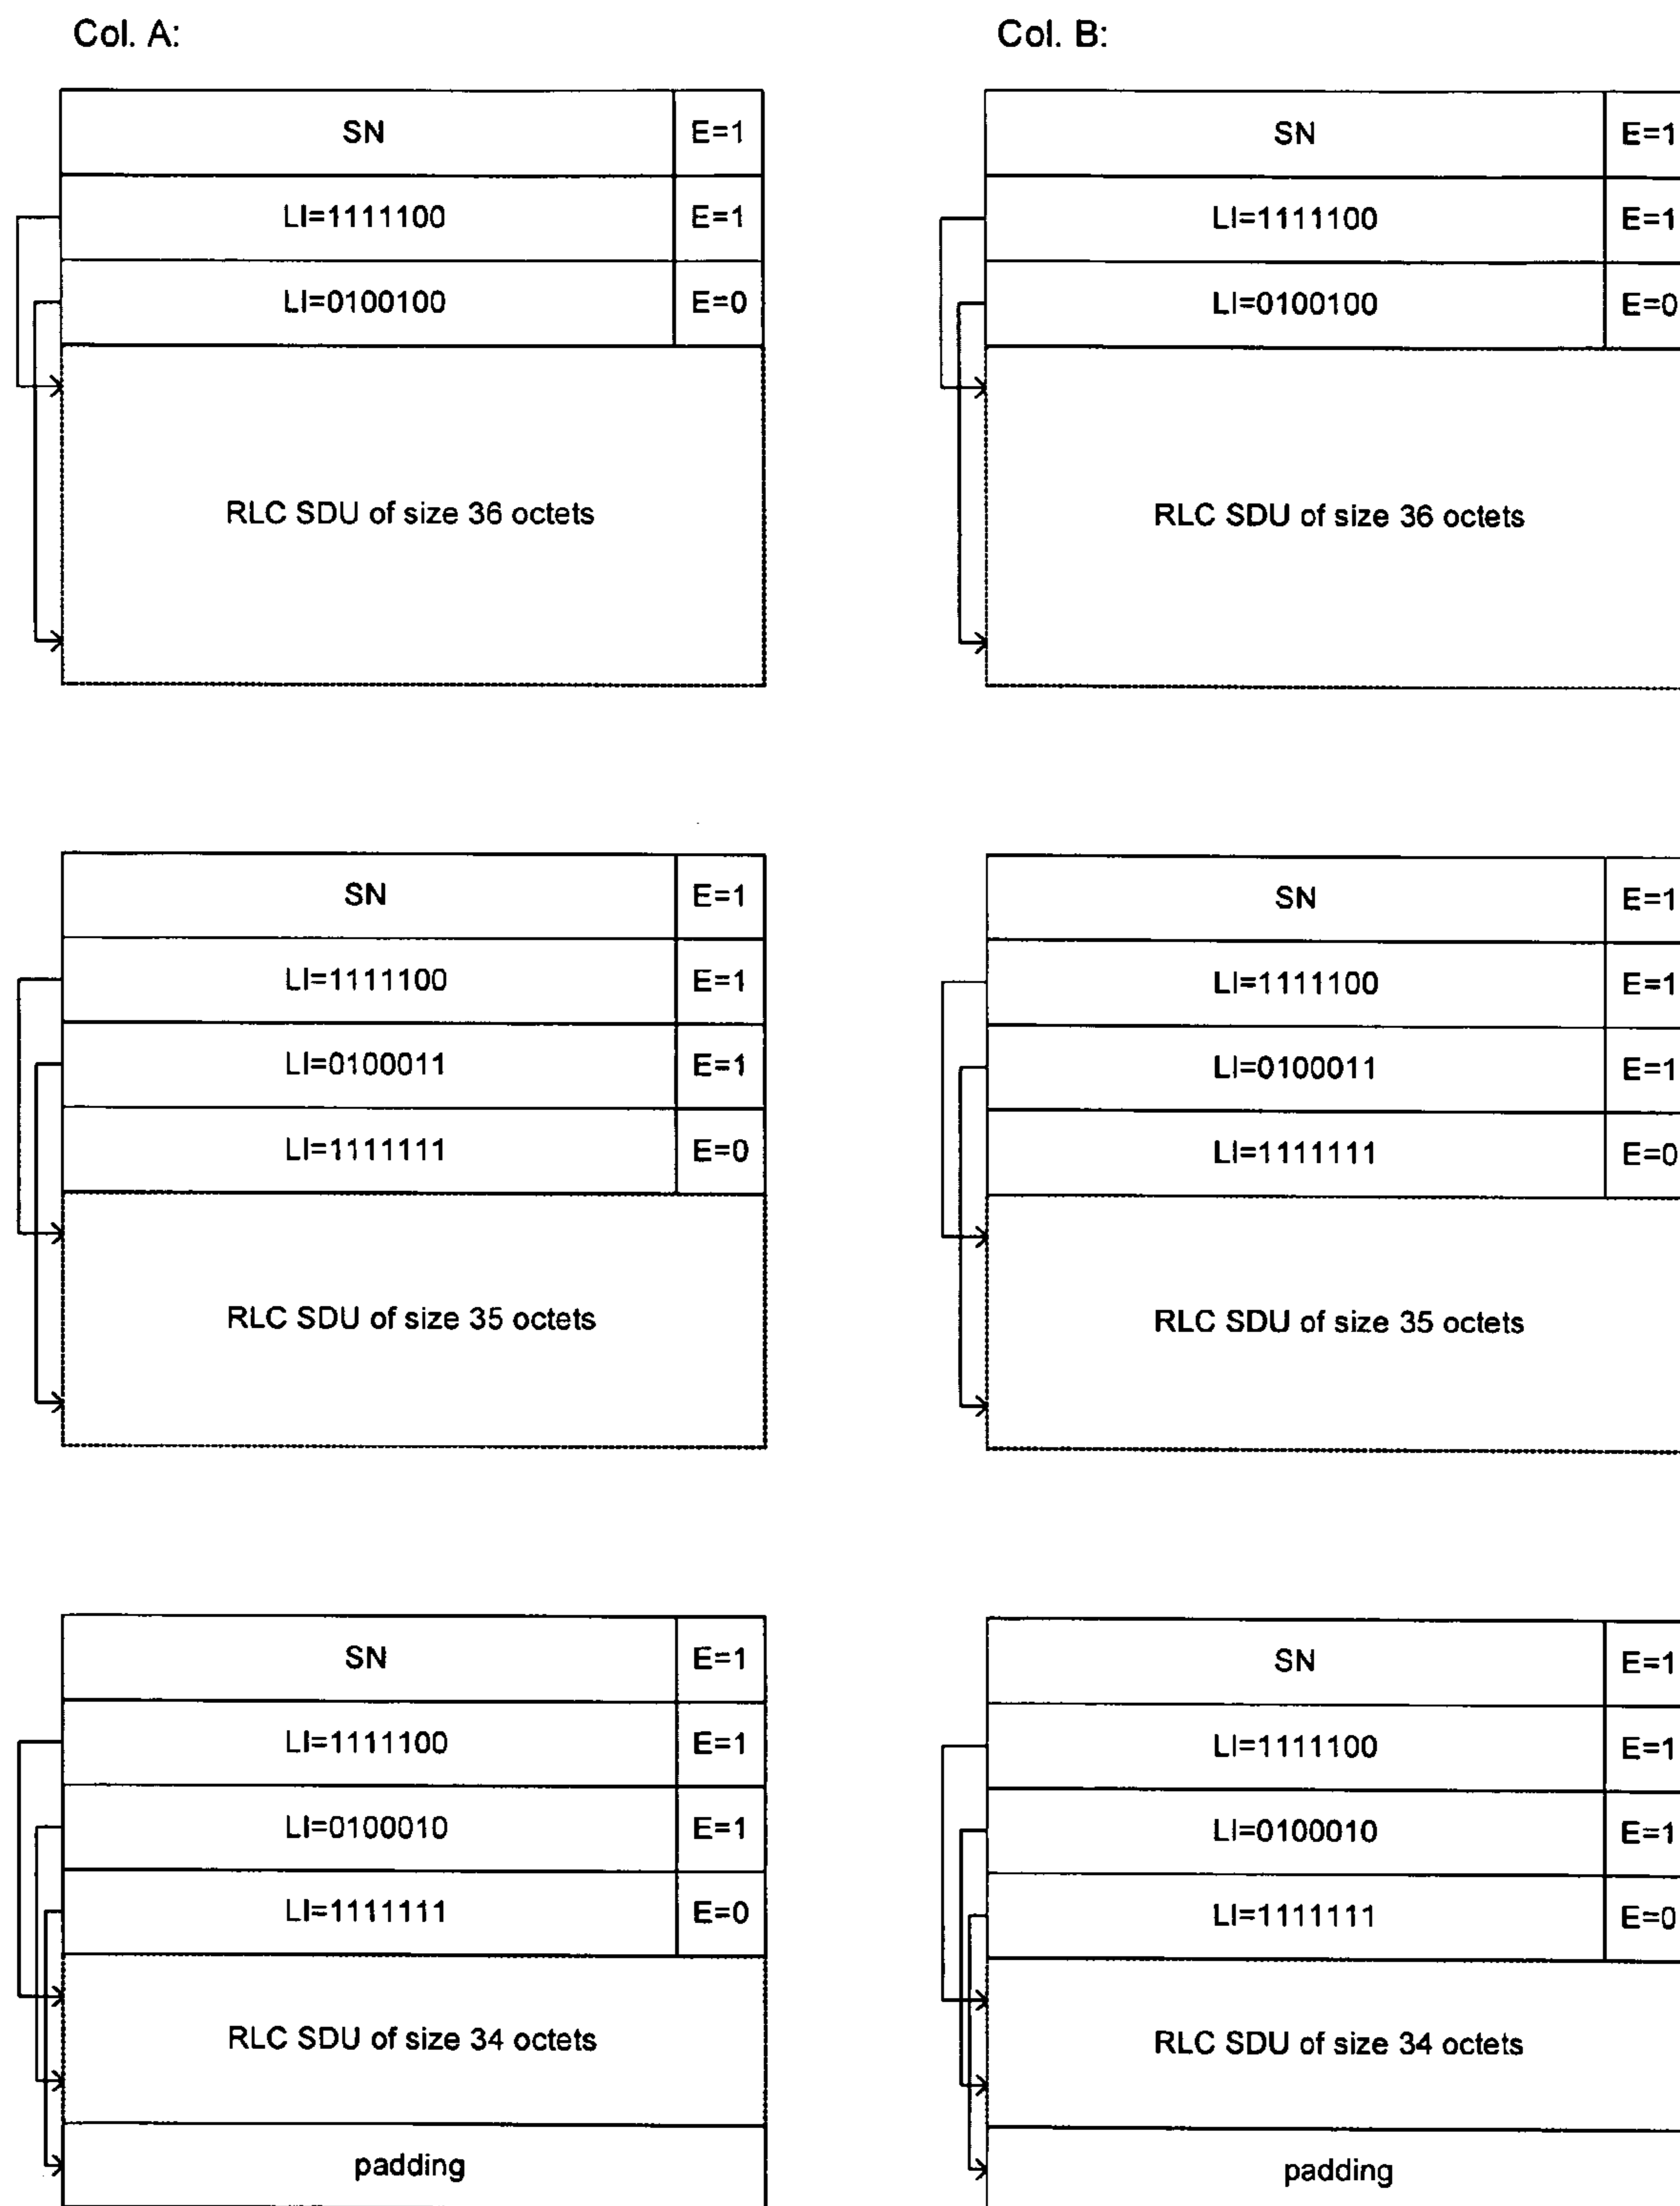 Col. A:
SN E=1
LI=1111100 E=1
LI=0100100 E=0
RLC SDU of size 36 octets
SN E=1
LI=1111100 E=1
LI=0100011 E=1
LI=1111111 E=0
RLC SDU of size 35 octets
SN E=1
LI=1111100 E=1
LI=0100010 E=1
LI=1111111 E=0
RLC SDU of size 34 octets
padding
Col. B:
SN E=1
LI=1111100 E=1
LI=0100100 E=0
RLC SDU of size 36 octets
SN E=1
LI=1111100 E=1
LI=0100011 E=1
LI=1111111 E=0
RLC SDU of size 35 octets
SN E=1
LI=1111100 E=1
LI=0100010 E=1
LI=1111111 E=0
RLC SDU of size 34 octets
padding